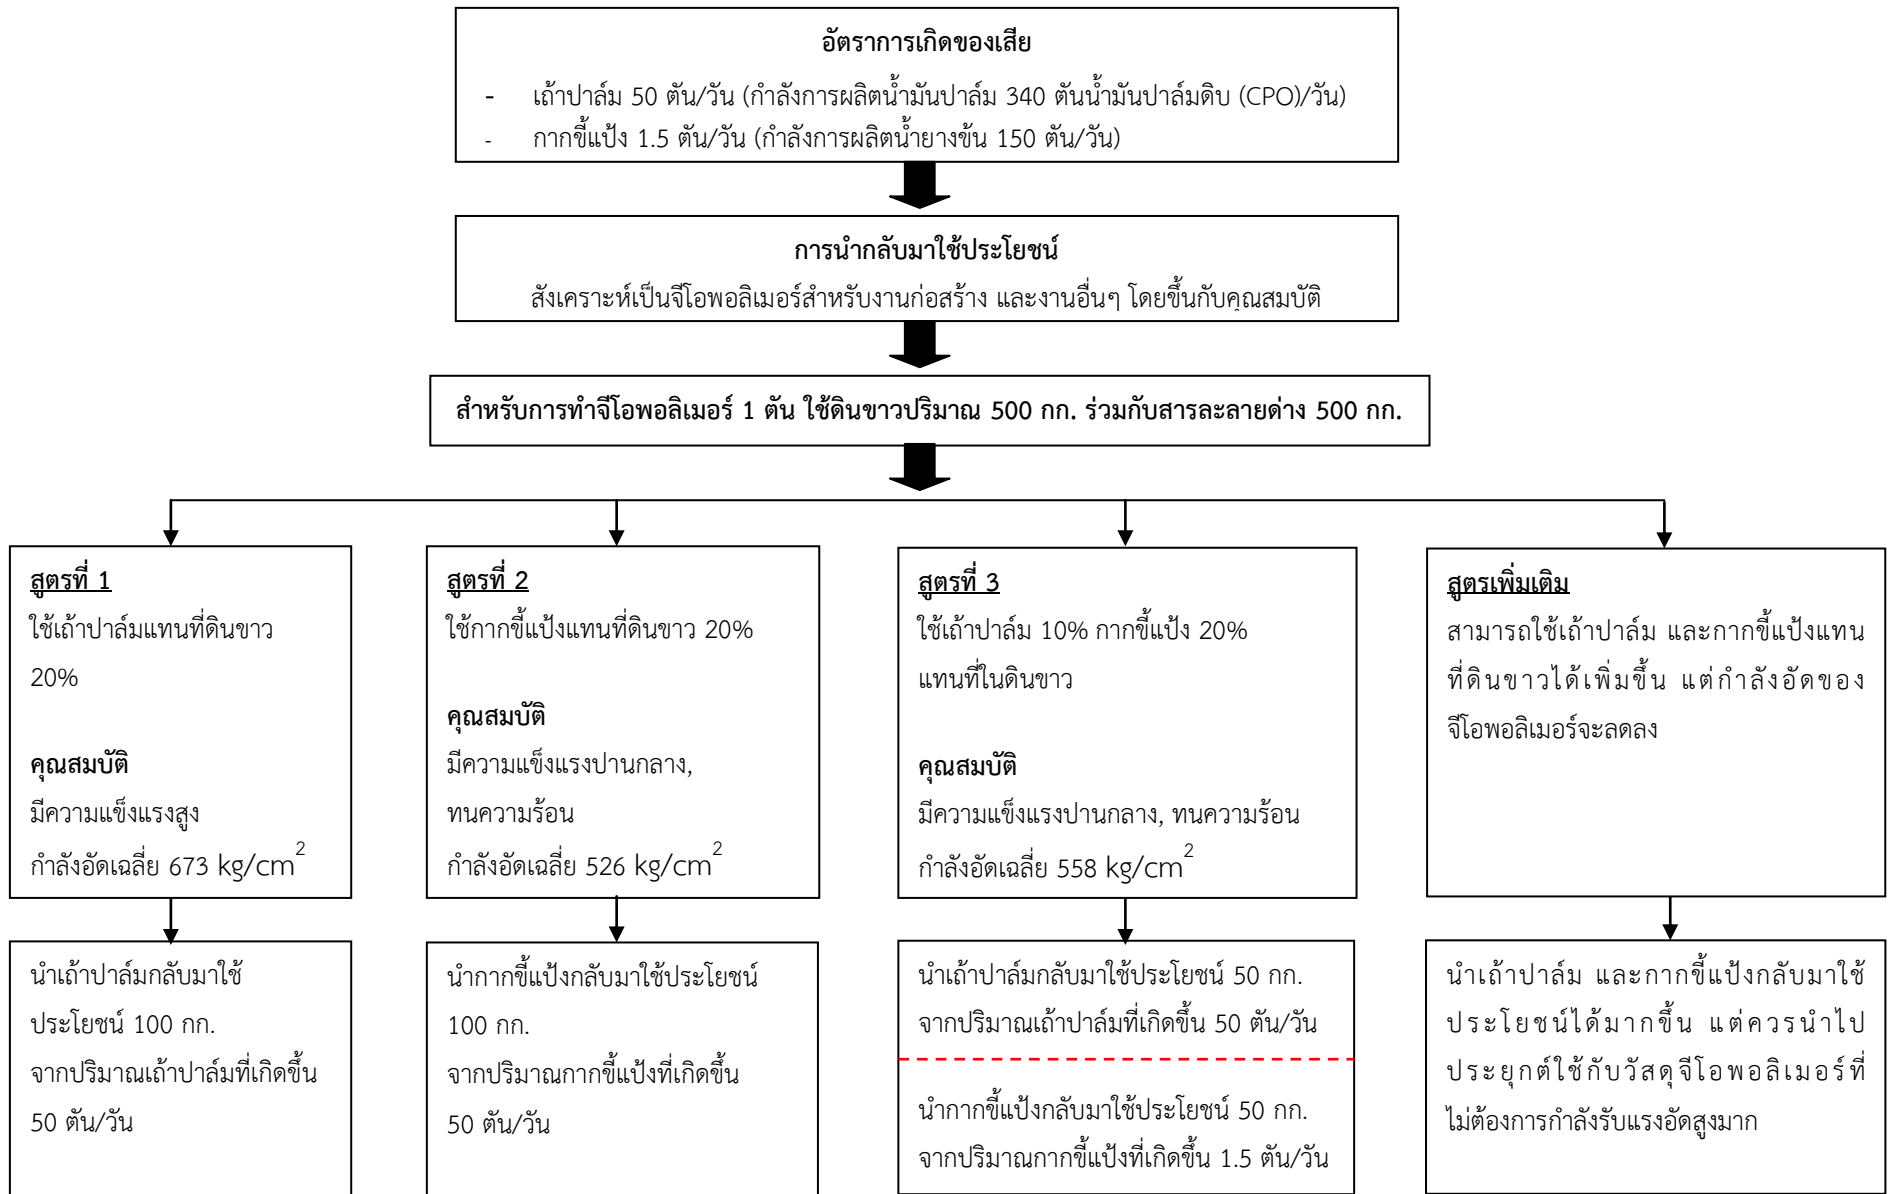 อัตราการเกิดของเสีย
- เถ้าปาล์ม 50 ตัน/วัน (กำลังการผลิตน้ำมันปาล์ม 340 ตันน้ำมันปาล์มดิบ (CPO)/วัน)
- กากขี้แป้ง 1.5 ตัน/วัน (กำลังการผลิตน้ำยางข้น 150 ตัน/วัน)
การนำกลับมาใช้ประโยชน์
สังเคราะห์เป็นจีโอพอลิเมอร์สำหรับงานก่อสร้าง และงานอื่นๆ โดยขึ้นกับคุณสมบัติ
สำหรับการทำจีโอพอลิเมอร์ 1 ตัน ใช้ดินขาวปริมาณ 500 กก. ร่วมกับสารละลายด่าง 500 กก.
สูตรที่ 1
ใช้เถ้าปาล์มแทนที่ดินขาว
20%
คุณสมบัติ
มีความแข็งแรงสูง
กำลังอัดเฉลี่ย 673 kg/cm²
สูตรที่ 2
ใช้กากขี้แป้งแทนที่ดินขาว 20%
คุณสมบัติ
มีความแข็งแรงปานกลาง,
ทนความร้อน
กำลังอัดเฉลี่ย 526 kg/cm²
สูตรที่ 3
ใช้เถ้าปาล์ม 10% กากขี้แป้ง 20%
แทนที่ในดินขาว
คุณสมบัติ
มีความแข็งแรงปานกลาง, ทนความร้อน
กำลังอัดเฉลี่ย 558 kg/cm²
สูตรเพิ่มเติม
สามารถใช้เถ้าปาล์ม และกากขี้แป้งแทน
ที่ดินขาวได้เพิ่มขึ้น แต่กำลังอัดของ
จีโอพอลิเมอร์จะลดลง
นำเถ้าปาล์มกลับมาใช้
ประโยชน์ 100 กก.
จากปริมาณเถ้าปาล์มที่เกิดขึ้น
50 ตัน/วัน
นำกากขี้แป้งกลับมาใช้ประโยชน์
100 กก.
จากปริมาณกากขี้แป้งที่เกิดขึ้น
50 ตัน/วัน
นำเถ้าปาล์มกลับมาใช้ประโยชน์ 50 กก.
จากปริมาณเถ้าปาล์มที่เกิดขึ้น 50 ตัน/วัน
นำกากขี้แป้งกลับมาใช้ประโยชน์ 50 กก.
จากปริมาณกากขี้แป้งที่เกิดขึ้น 1.5 ตัน/วัน
นำเถ้าปาล์ม และกากขี้แป้งกลับมาใช้
ประโยชน์ได้มากขึ้น แต่ควรนำไป
ประยุกต์ใช้กับวัสดุจีโอพอลิเมอร์ที่
ไม่ต้องการกำลังรับแรงอัดสูงมาก